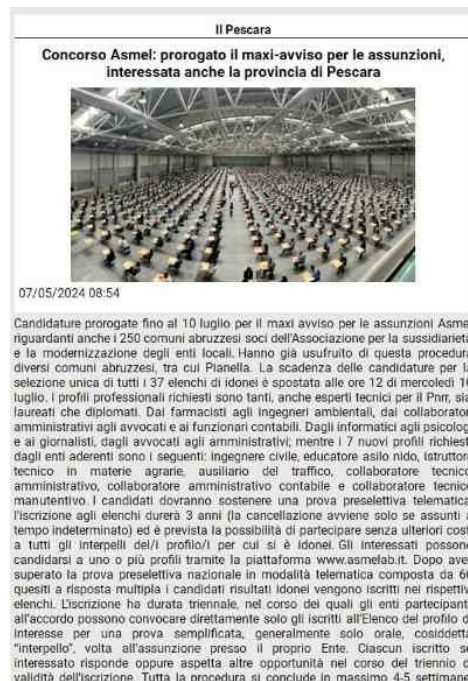 Il Pescara
Concorso Asmel: prorogato il maxi-avviso per le assunzioni,
interessata anche la provincia di Pescara
07/05/2024 08:54
Candidature prorogate fino al 10 luglio per il maxi avviso per le assunzioni Asmel
riguardanti anche i 250 comuni abruzzesi soci dell'Associazione per la sussidiarietà
e la modernizzazione degli enti locali. Hanno già usufruito di questa procedura
diversi comuni abruzzesi, tra cui Pianella. La scadenza delle candidature per la
selezione unica di tutti i 37 elenchi di idonei è spostata alle ore 12 di mercoledì 10
luglio. I profili professionali richiesti sono tanti, anche esperti tecnici per il Pnrr, sia
laureati che diplomati. Dai farmacisti agli ingegneri ambientali, dai collaboratori
amministrativi agli avvocati e ai funzionari contabili. Dagli informatici agli psicologi
e ai giornalisti, dagli avvocati agli amministrativi; mentre i 7 nuovi profili richiesti
dagli enti aderenti sono i seguenti: ingegnere civile, educatore asilo nido, istruttore
tecnico in materie agrarie, ausiliario del traffico, collaboratore tecnico
amministrativo, collaboratore amministrativo contabile e collaboratore tecnico
manutentivo. I candidati dovranno sostenere una prova preselettiva telematica
l'iscrizione agli elenchi durerà 3 anni (la cancellazione avviene solo se assunti a
tempo indeterminato) ed è prevista la possibilità di partecipare senza ulteriori costi
a tutti gli interpelli del/i profilo/i per cui si è idonei. Gli interessati possono
candidarsi a uno o più profili tramite la piattaforma www.asmelab.it. Dopo aver
superato la prova preselettiva nazionale in modalità telematica composta da 60
quesiti a risposta multipla i candidati risultati idonei vengono iscritti nei rispettivi
elenchi. L'iscrizione ha durata triennale, nel corso dei quali gli enti partecipanti
all'accordo possono convocare direttamente solo gli iscritti all'Elenco del profilo di
interesse per una prova semplificata, generalmente solo orale, cosiddetta
"interpello", volta all'assunzione presso il proprio Ente. Ciascun iscritto se
interessato risponde oppure aspetta altre opportunità nel corso del triennio di
validità dell'iscrizione. Tutta la procedura si conclude in massimo 4-5 settimane